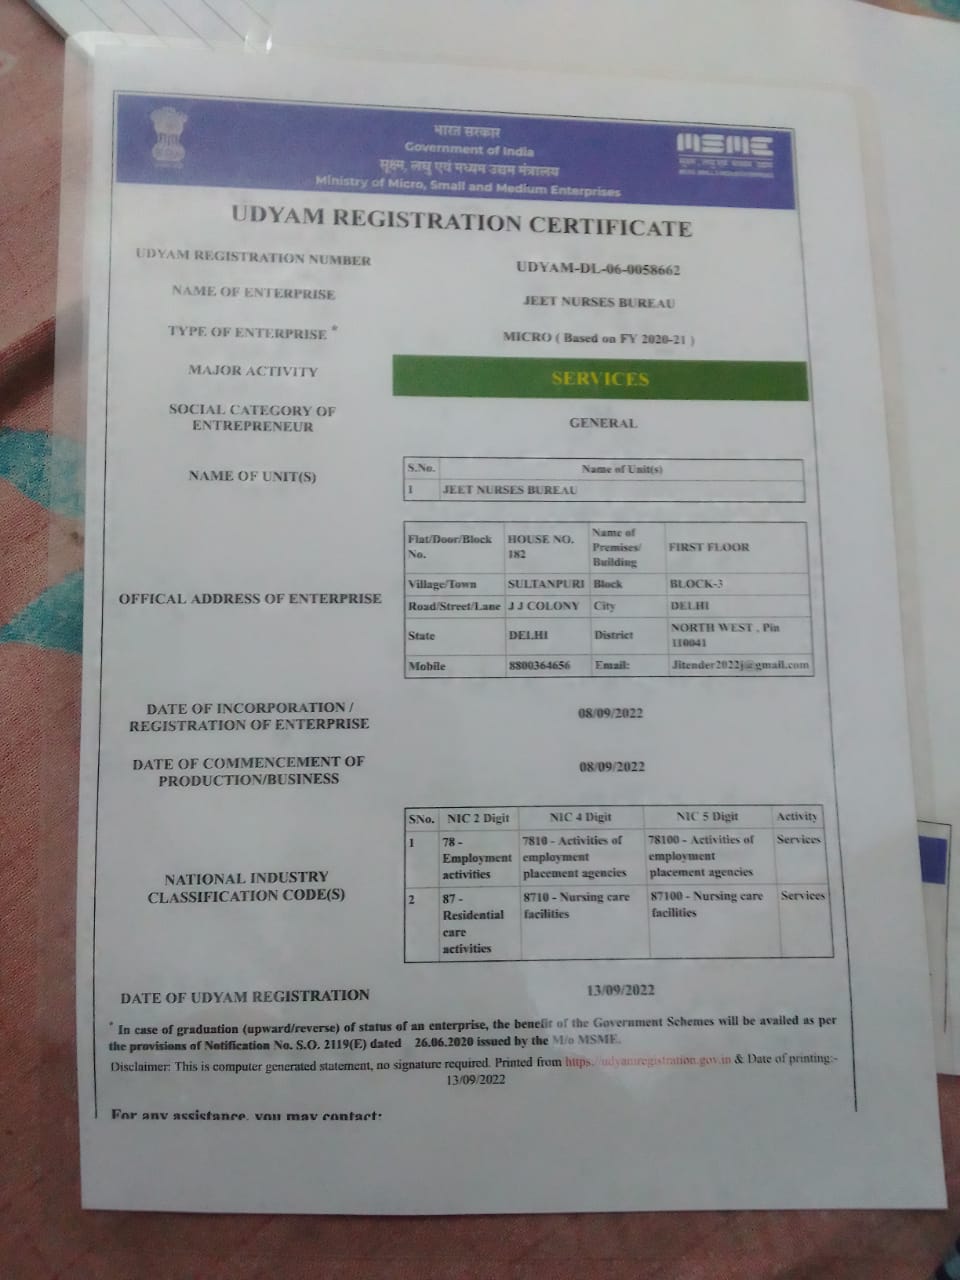 भारत सरकार
Government of India
सूक्ष्म, लघु एवं मध्यम उद्यम मंत्रालय
Ministry of Micro, Small and Medium Enterprises
MSME
UDYAM REGISTRATION CERTIFICATE
UDYAM REGISTRATION NUMBER UDYAM-DL-06-0058662
NAME OF ENTERPRISE JEET NURSES BUREAU
TYPE OF ENTERPRISE * MICRO ( Based on FY 2020-21 )
MAJOR ACTIVITY SERVICES
SOCIAL CATEGORY OF
ENTREPRENEUR
GENERAL
NAME OF UNIT(S)
S.No. Name of Unit(s)
1 JEET NURSES BUREAU
OFFICAL ADDRESS OF ENTERPRISE
Flat/Door/Block
No.
HOUSE NO.
182
Name of
Premises/
Building
FIRST FLOOR
Village/Town SULTANPURI Block BLOCK-3
Road/Street/Lane J J COLONY City DELHI
State DELHI District
NORTH WEST , Pin
110041
Mobile 8800364656 Email: Jitender2022j@gmail.com
DATE OF INCORPORATION /
REGISTRATION OF ENTERPRISE
08/09/2022
DATE OF COMMENCEMENT OF
PRODUCTION/BUSINESS
08/09/2022
NATIONAL INDUSTRY
CLASSIFICATION CODE(S)
SNo. NIC 2 Digit NIC 4 Digit NIC 5 Digit Activity
1
78 -
Employment
activities
7810 - Activities of
employment
placement agencies
78100 - Activities of
employment
placement agencies
Services
2
87 -
Residential
care
activities
8710 - Nursing care
facilities
87100 - Nursing care
facilities
Services
DATE OF UDYAM REGISTRATION 13/09/2022
* In case of graduation (upward/reverse) of status of an enterprise, the benefit of the Government Schemes will be availed as per
the provisions of Notification No. S.O. 2119(E) dated 26.06.2020 issued by the M/o MSME.
Disclaimer: This is computer generated statement, no signature required. Printed from https://udyamregistration.gov.in & Date of printing:-
13/09/2022
For any assistance, you may contact: